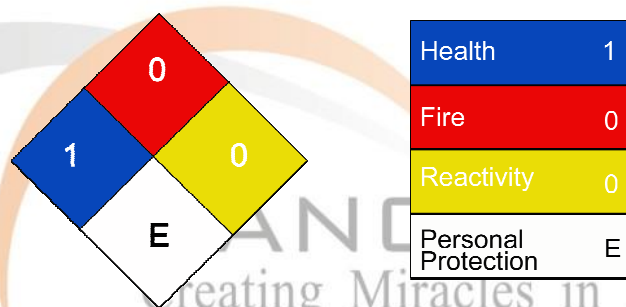 0
1
0
E
Health 1
Fire 0
Reactivity 0
Personal
Protection E
Creating Miracles in